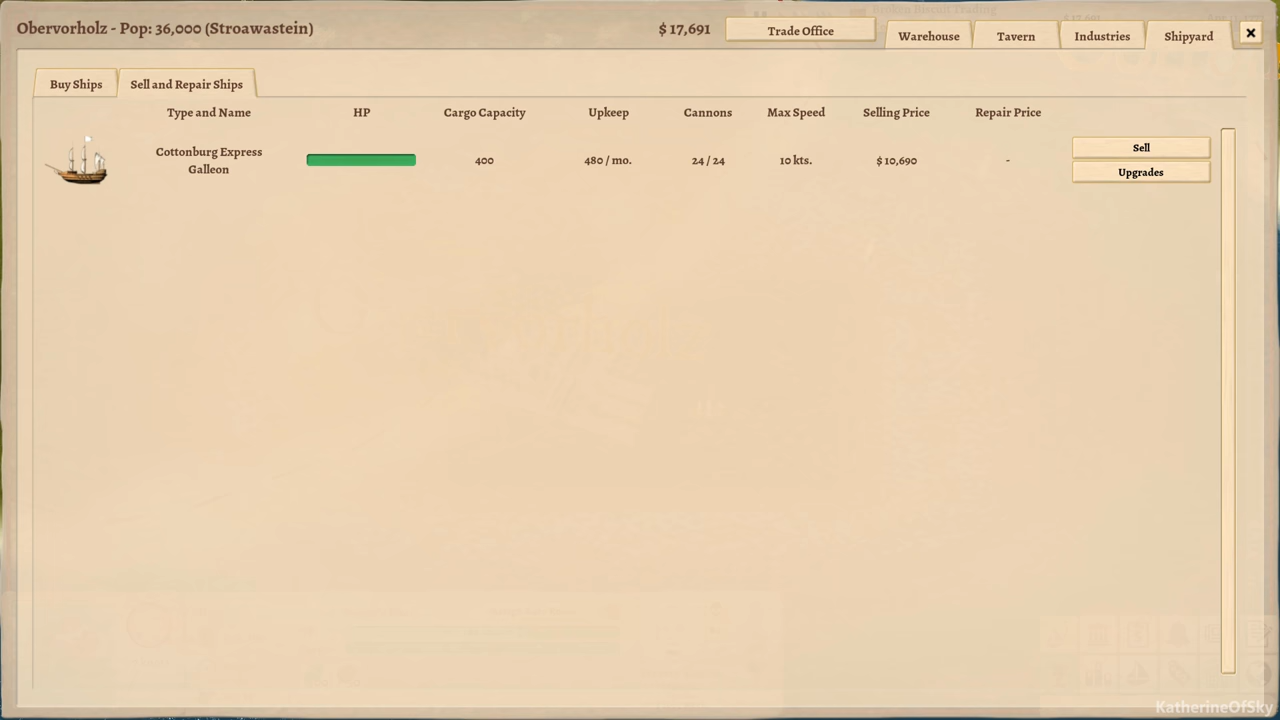 Obervorholz - Pop: 36,000 (Stroawastein)
$ 17,691
Trade Office
Warehouse
Tavern
Industries
Shipyard
Buy Ships
Sell and Repair Ships
Type and Name
HP
Cargo Capacity
Upkeep
Cannons
Max Speed
Selling Price
Repair Price
Cottonburg Express
Galleon
400
480 / mo.
24 / 24
10 kts.
$ 10,690
-
Sell
Upgrades
KatherineOfSky